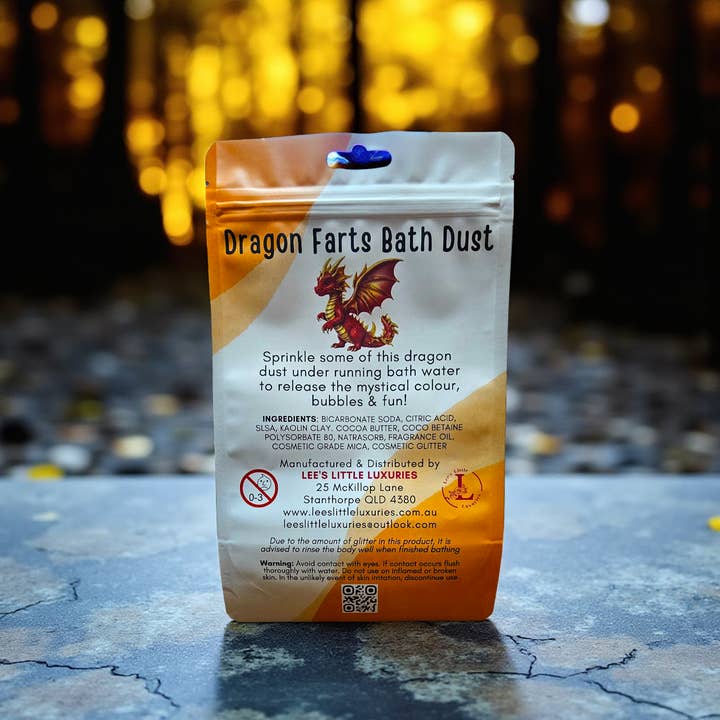 Dragon Farts Bath Dust
Sprinkle some of this dragon
dust under running bath water
to release the mystical colour,
bubbles & fun!
INGREDIENTS: BICARBONATE SODA, CITRIC ACID,
SLSA, KAOLIN CLAY. COCOA BUTTER, COCO BETAINE
POLYSORBATE 80, NATRASORB, FRAGRANCE OIL,
COSMETIC GRADE MICA, COSMETIC GLITTER
Manufactured & Distributed by
LEE'S LITTLE LUXURIES
25 McKillop Lane
Stanthorpe QLD 4380
www.leeslittleluxuries.com.au
leeslittleluxuries@outlook.com
0-3
Lee's Little
L
Luxuries
Due to the amount of glitter in this product, it is
advised to rinse the body well when finished bathing
Warning: Avoid contact with eyes. If contact occurs flush
thoroughly with water. Do not use on inflamed or broken
skin. In the unlikely event of skin irritation, discontinue use.